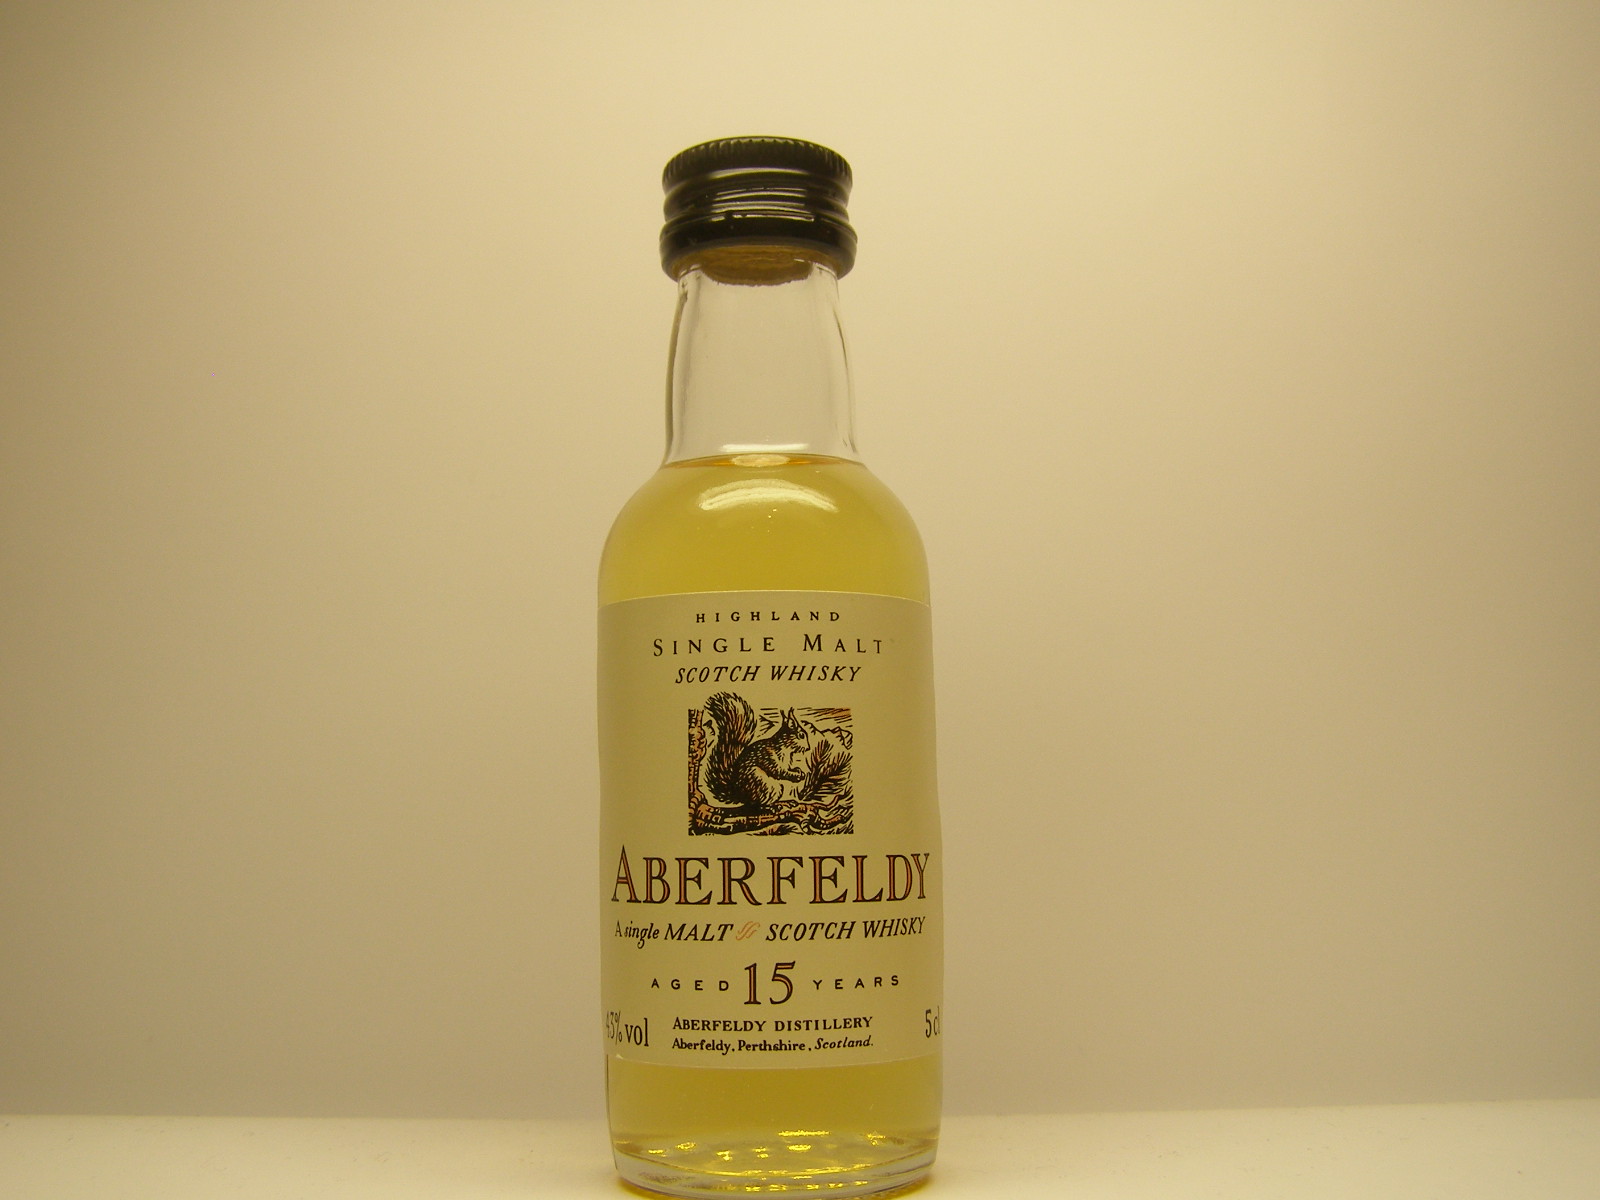 HIGHLAND
SINGLE MALT
SCOTCH WHISKY
ABERFELDY
A single MALT SCOTCH WHISKY
AGED 15 YEARS
43% vol ABERFELDY DISTILLERY 5 cl
Aberfeldy, Perthshire, Scotland.